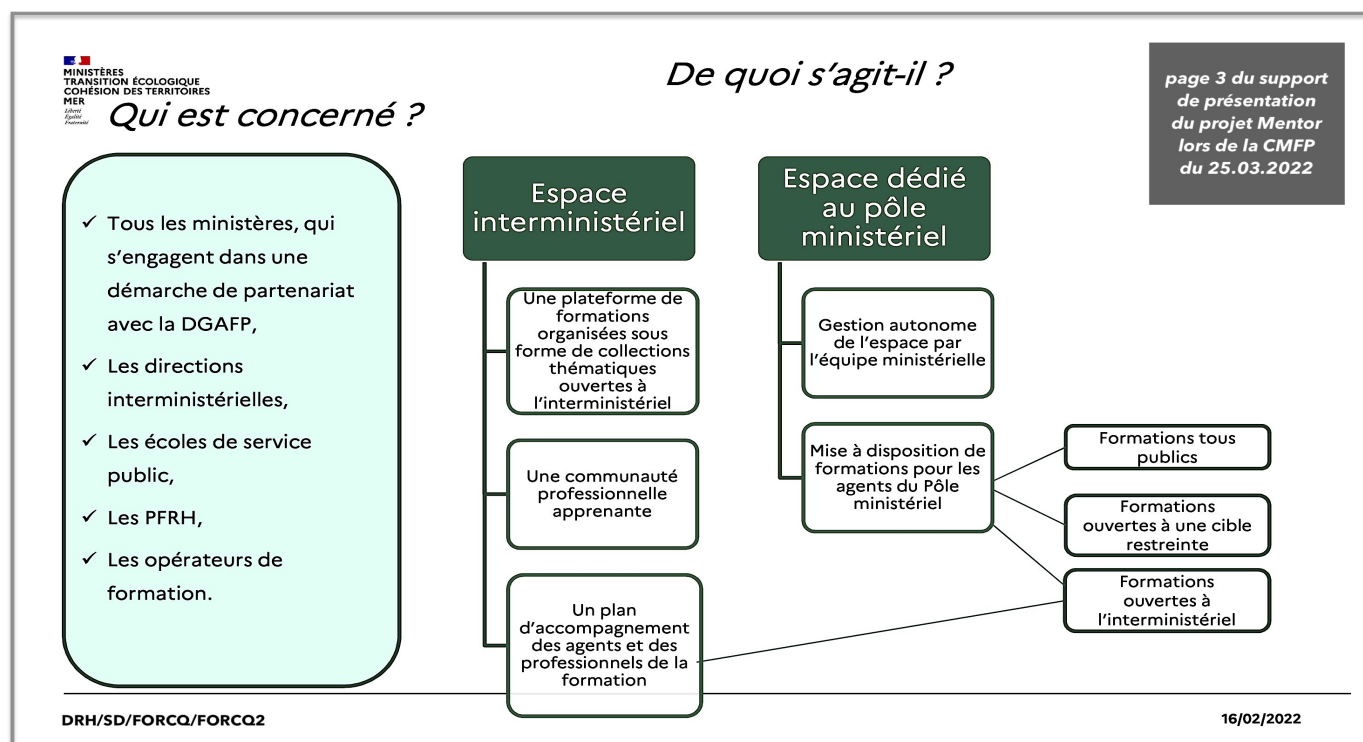 MINISTÈRES
TRANSITION ÉCOLOGIQUE
COHÉSION DES TERRITOIRES
MER
Liberté
Égalité
Fraternité
Qui est concerné ?
De quoi s'agit-il ?
page 3 du support
de présentation
du projet Mentor
lors de la CMFP
du 25.03.2022
✓ Tous les ministères, qui
s'engagent dans une
démarche de partenariat
avec la DGAFP,
✓ Les directions
interministérielles,
✓ Les écoles de service
public,
✓ Les PFRH,
✓ Les opérateurs de
formation.
Espace
interministériel
Une plateforme de
formations
organisées sous
forme de collections
thématiques
ouvertes à
l'interministériel
Une communauté
professionnelle
apprenante
Un plan
d'accompagnement
des agents et des
professionnels de la
formation
Espace dédié
au pôle
ministériel
Gestion autonome
de l'espace par
l'équipe ministérielle
Mise à disposition de
formations pour les
agents du Pôle
ministériel
Formations tous
publics
Formations
ouvertes à une cible
restreinte
Formations
ouvertes à
l'interministériel
DRH/SD/FORCQ/FORCQ2
16/02/2022